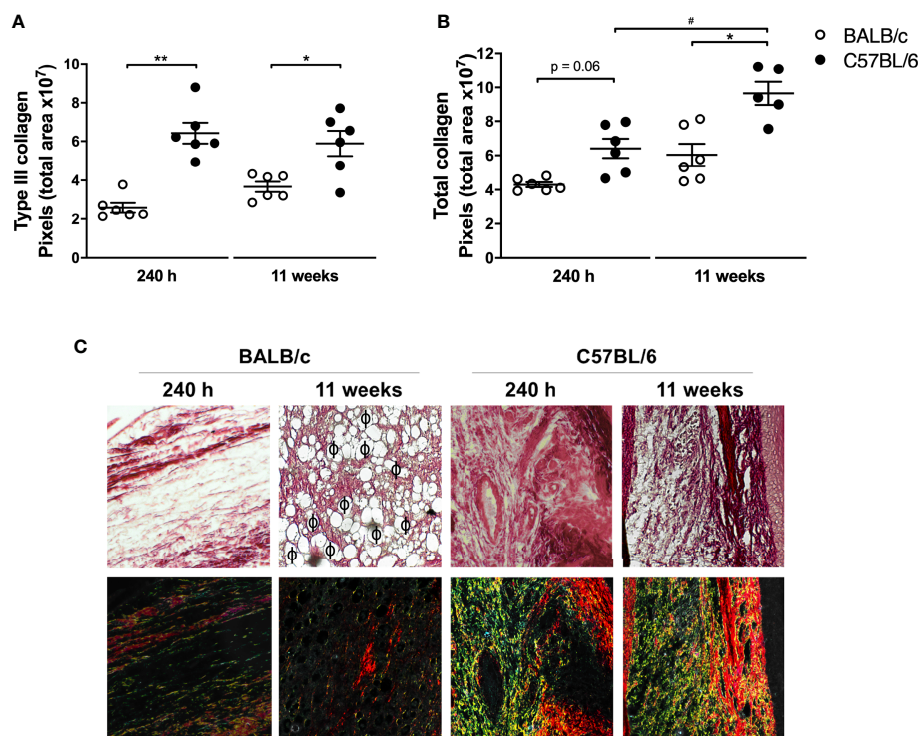 A
Type III collagen
Pixels (total area x10⁷)
10
8
6
4
2
0
**
*
240 h
11 weeks
B
Total collagen
Pixels (total area x10⁷)
12
10
8
6
4
2
0
p = 0.06
#
*
240 h
11 weeks
BALB/c
C57BL/6
C
BALB/c
C57BL/6
240 h
11 weeks
240 h
11 weeks
ϕ
ϕ ϕ
ϕ
ϕ
ϕ ϕ
ϕ
ϕ ϕ